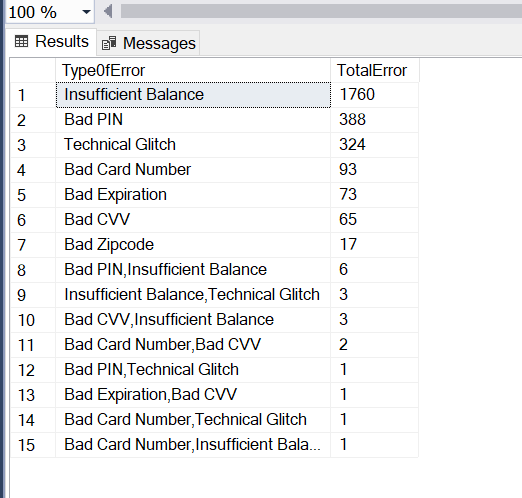 100 %
Results Messages
Type0fError TotalError
1 Insufficient Balance 1760
2 Bad PIN 388
3 Technical Glitch 324
4 Bad Card Number 93
5 Bad Expiration 73
6 Bad CVV 65
7 Bad Zipcode 17
8 Bad PIN,Insufficient Balance 6
9 Insufficient Balance,Technical Glitch 3
10 Bad CVV,Insufficient Balance 3
11 Bad Card Number,Bad CVV 2
12 Bad PIN,Technical Glitch 1
13 Bad Expiration,Bad CVV 1
14 Bad Card Number,Technical Glitch 1
15 Bad Card Number,Insufficient Bala... 1